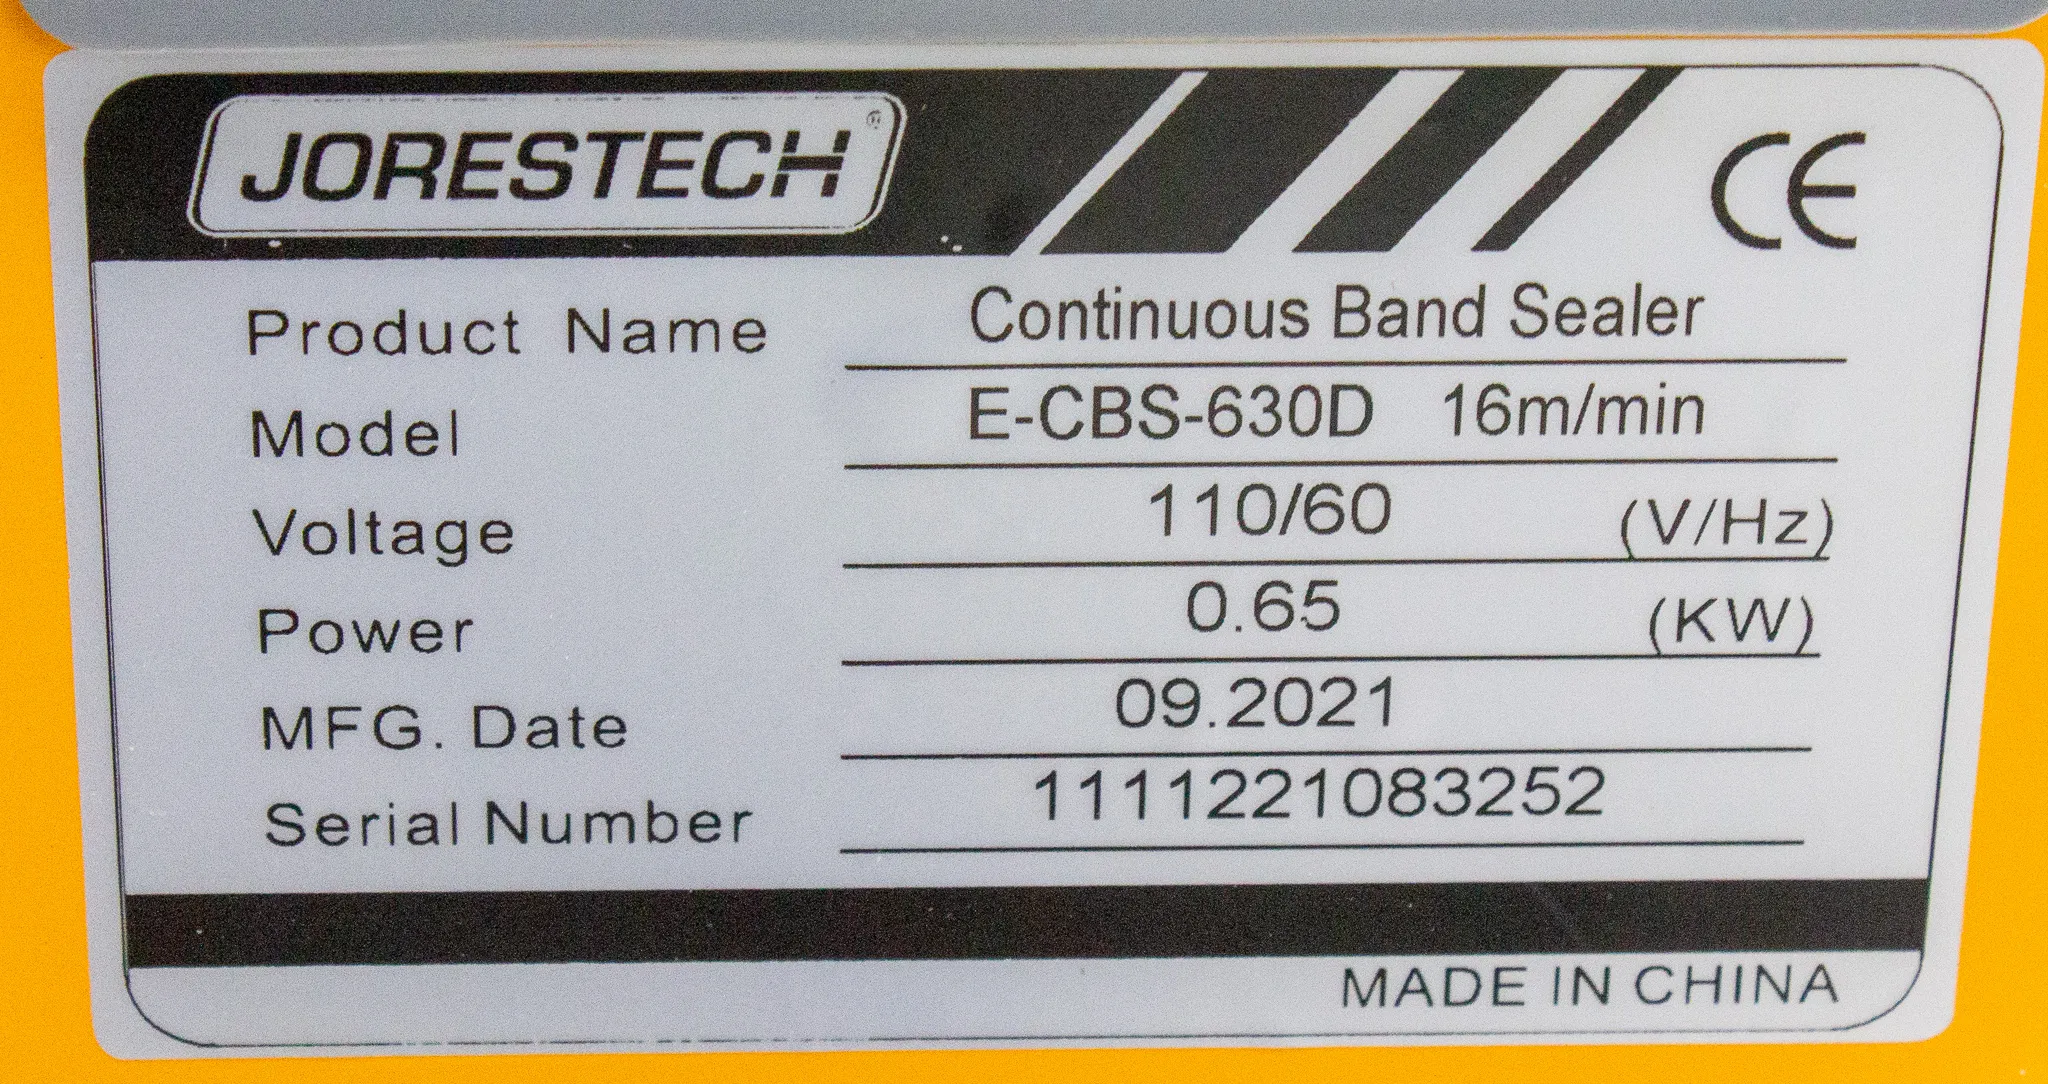 JORESTECH®
CE
Product Name Continuous Band Sealer
Model E-CBS-630D 16m/min
Voltage 110/60 (V/Hz)
Power 0.65 (KW)
MFG. Date 09.2021
Serial Number 1111221083252
MADE IN CHINA